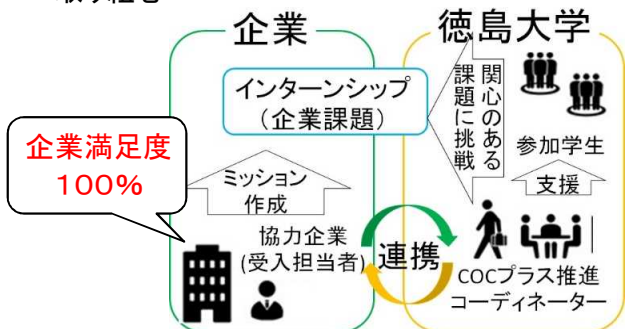 企業
徳島大学
インターンシップ
(企業課題)
関心のある
課題に挑戦
参加学生
企業満足度
100%
ミッション
作成
支援
協力企業
(受入担当者)
連携
COCプラス推進
コーディネーター